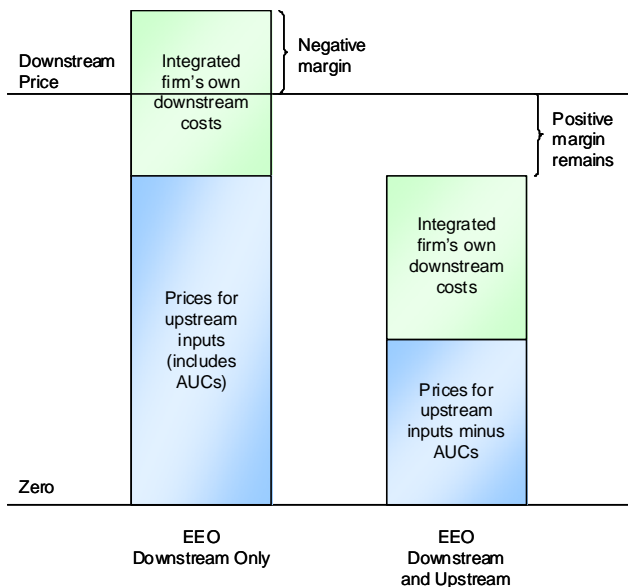 Downstream
Price
Integrated
firm's own
downstream
costs
Negative
margin
Positive
margin
remains
Prices for
upstream
inputs
(includes
AUCs)
Integrated
firm's own
downstream
costs
Prices for
upstream
inputs minus
AUCs
Zero
EEO
Downstream Only
EEO
Downstream
and Upstream